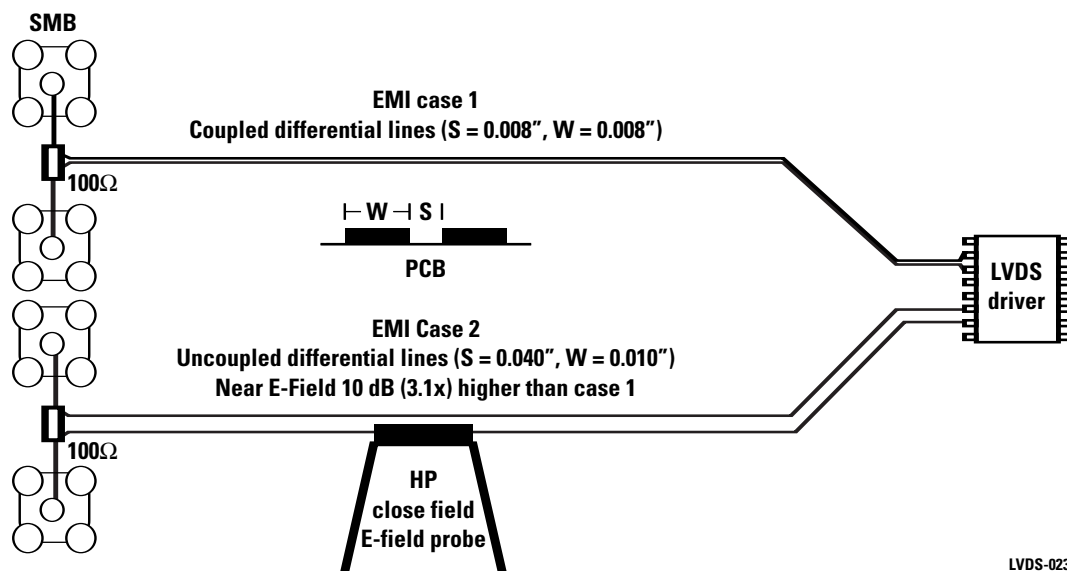 SMB
EMI case 1
Coupled differential lines (S = 0.008”, W = 0.008”)
100Ω
W S
PCB
LVDS
driver
EMI Case 2
Uncoupled differential lines (S = 0.040”, W = 0.010”)
Near E-Field 10 dB (3.1x) higher than case 1
100Ω
HP
close field
E-field probe
LVDS-023